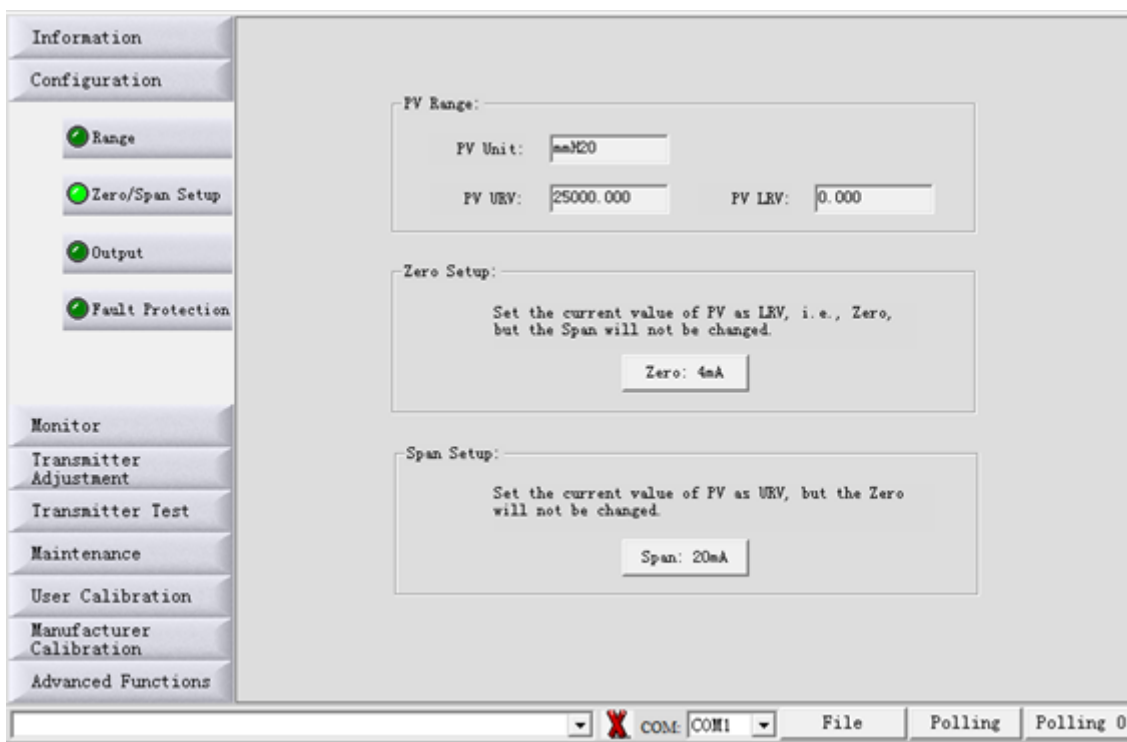 Information
Configuration
Range
Zero/Span Setup
Output
Fault Protection
Monitor
Transmitter
Adjustment
Transmitter Test
Maintenance
User Calibration
Manufacturer
Calibration
Advanced Functions
PV Range:
PV Unit: mmH2O
PV URV: 25000.000 PV LRV: 0.000
Zero Setup:
Set the current value of PV as LRV, i.e., Zero,
but the Span will not be changed.
Zero: 4mA
Span Setup:
Set the current value of PV as URV, but the Zero
will not be changed.
Span: 20mA
COM: COM1 File Polling Polling 0